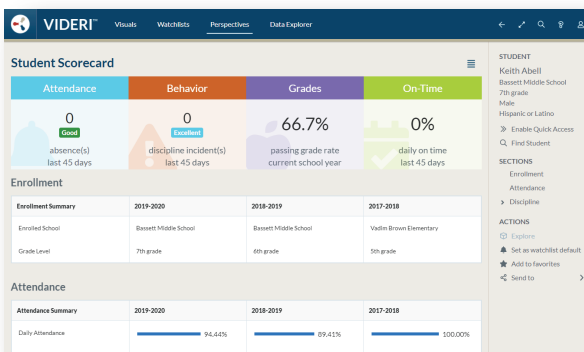 VIDERI™ Visuals Watchlists Perspectives Data Explorer
Student Scorecard
Attendance Behavior Grades On-Time
0 0 66.7% 0%
Good Excellent
absence(s) discipline incident(s) passing grade rate daily on time
last 45 days last 45 days current school year last 45 days
Enrollment
Enrollment Summary 2019-2020 2018-2019 2017-2018
Enrolled School Bassett Middle School Bassett Middle School Vadim Brown Elementary
Grade Level 7th grade 6th grade 5th grade
Attendance
Attendance Summary 2019-2020 2018-2019 2017-2018
Daily Attendance 94.44% 89.41% 100.00%
STUDENT
Keith Abell
Bassett Middle School
7th grade
Male
Hispanic or Latino
Enable Quick Access
Find Student
SECTIONS
Enrollment
Attendance
Discipline
ACTIONS
Explore
Set as watchlist default
Add to favorites
Send to